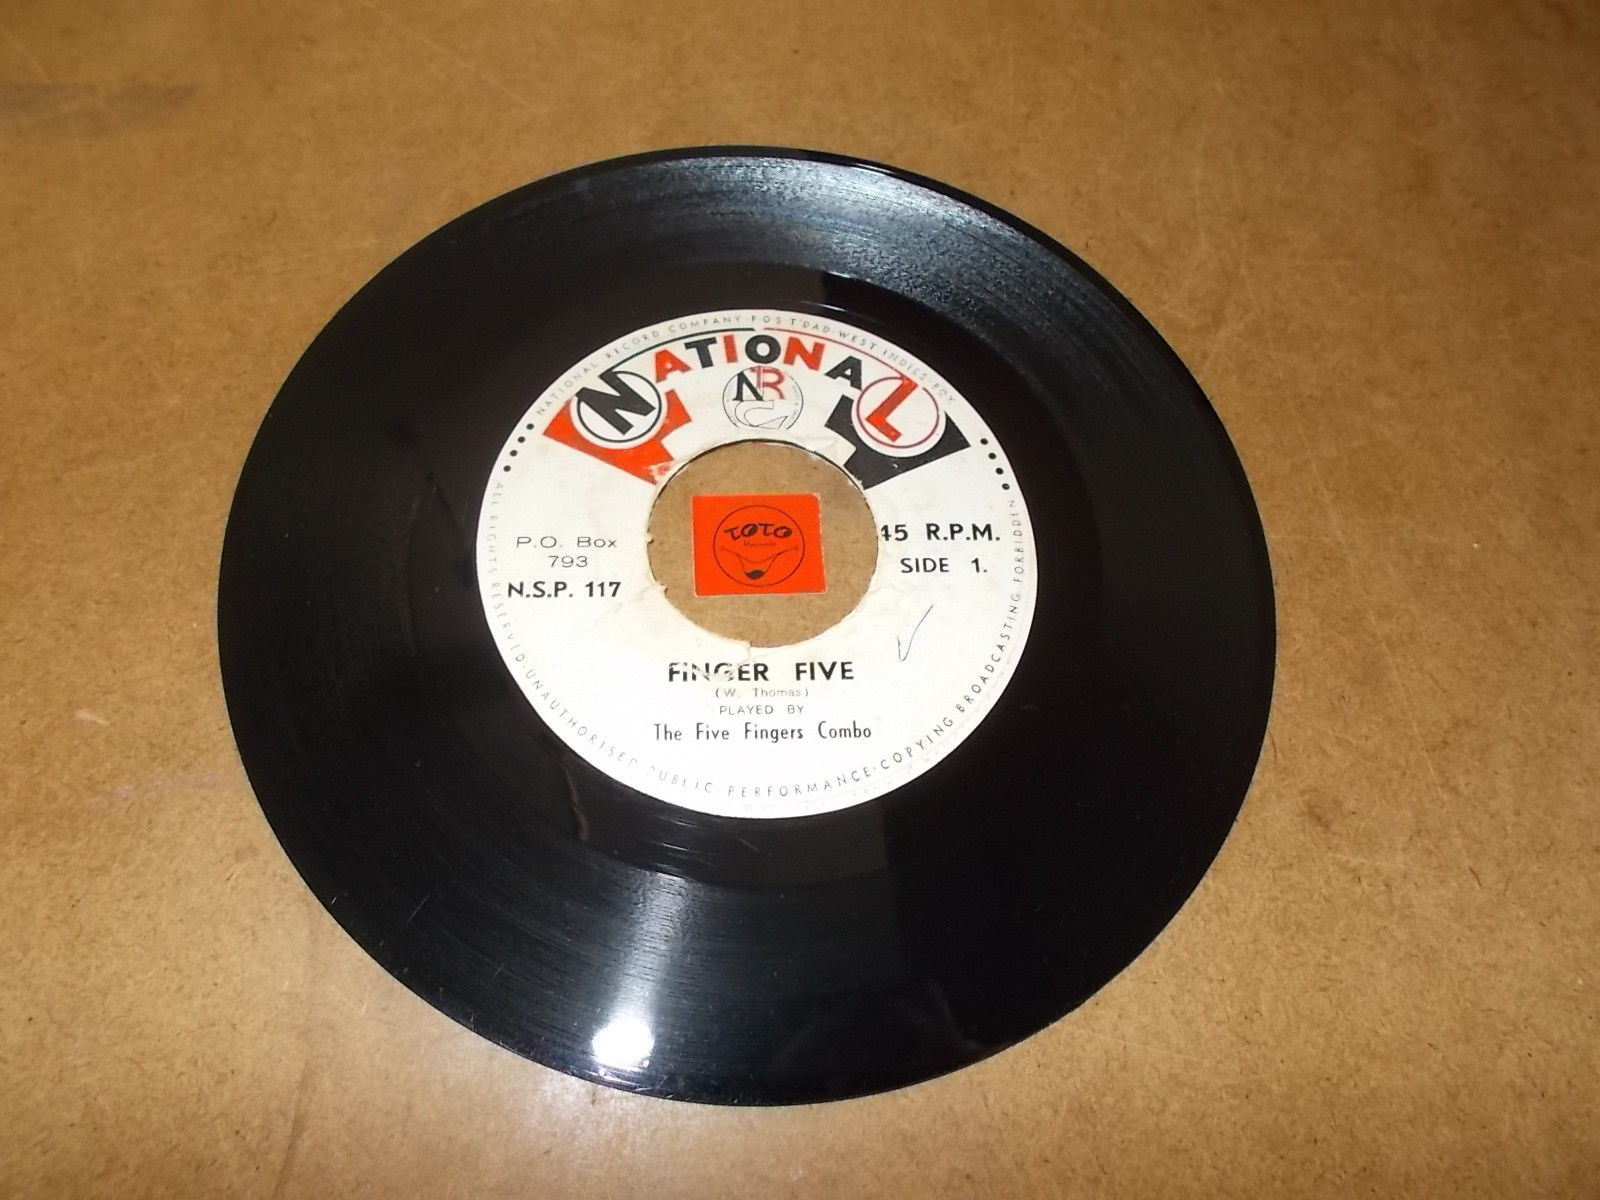 NATIONAL RECORD COMPANY·POS T'DAD·WEST INDIES·BOX
NATIONAL
NR
P.O. Box
793
N.S.P. 117
TOTO
Records
45 R.P.M.
SIDE 1.
FINGER FIVE
(W. Thomas)
PLAYED BY
The Five Fingers Combo
ALL RIGHTS RESERVED·UNAUTHORISED PUBLIC PERFORMANCE·COPYING BROADCASTING FORBIDDEN